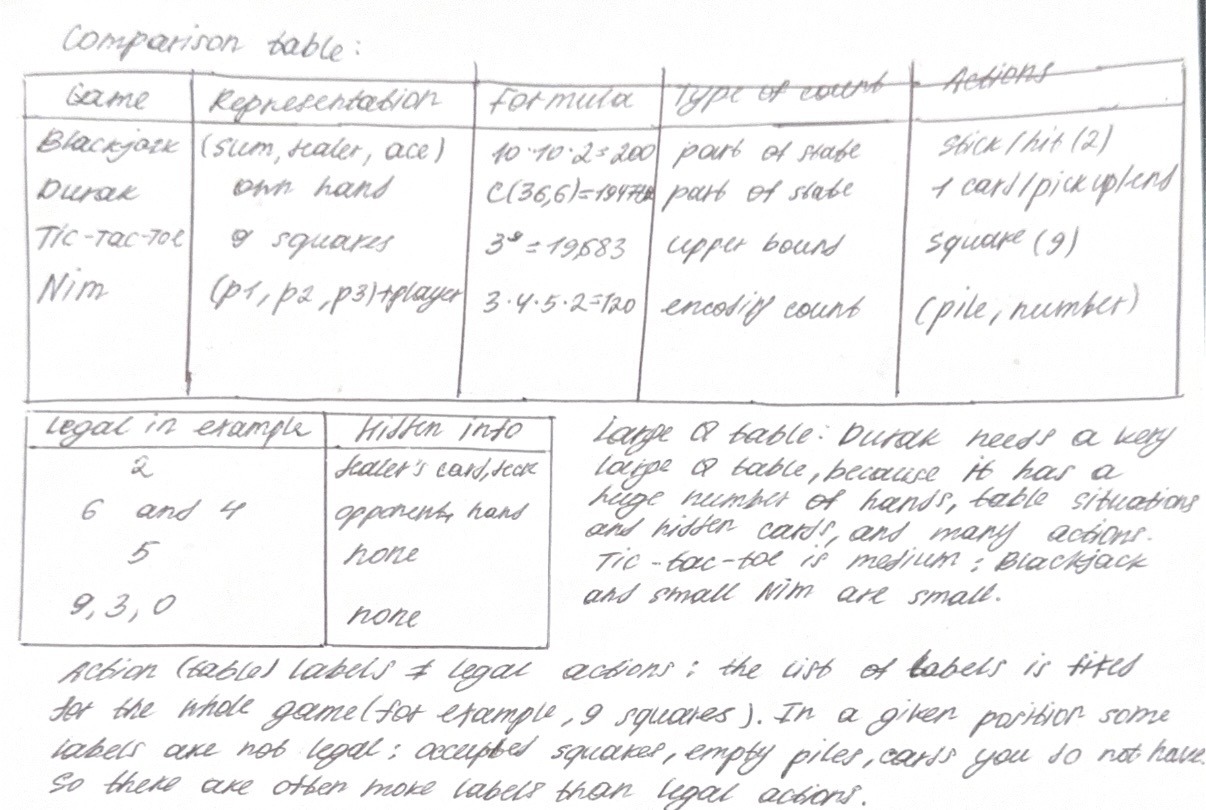 Comparison table:
Game Representation Formula Type of count Actions
Blackjack (sum, dealer, ace) 10·10·2=200 part of state stick/hit (2)
Durak own hand C(36,6)= part of state 1 card/pick up/end
Tic-tac-toe 9 squares 3⁹=19,683 upper bound square (9)
Nim (p1, p2, p3)+player 3·4·5·2=120 count (pile, number)
Legal in example Hidden info
2 dealer's card, deck
6 and 4 opponent, hand
5 none
9, 3, 0 none
Large Q table: Durak needs a very
large Q table, because it has a
huge number of hands, table situations
and hidden cards, and many actions.
Tic-tac-toe is medium; Blackjack
and small Nim are small.
Action (table) labels ≠ legal actions: the list of labels is fixed
for the whole game (for example, 9 squares). In a given position some
labels are not legal: occupied squares, empty piles, cards you do not have.
So there are often more labels than legal actions.